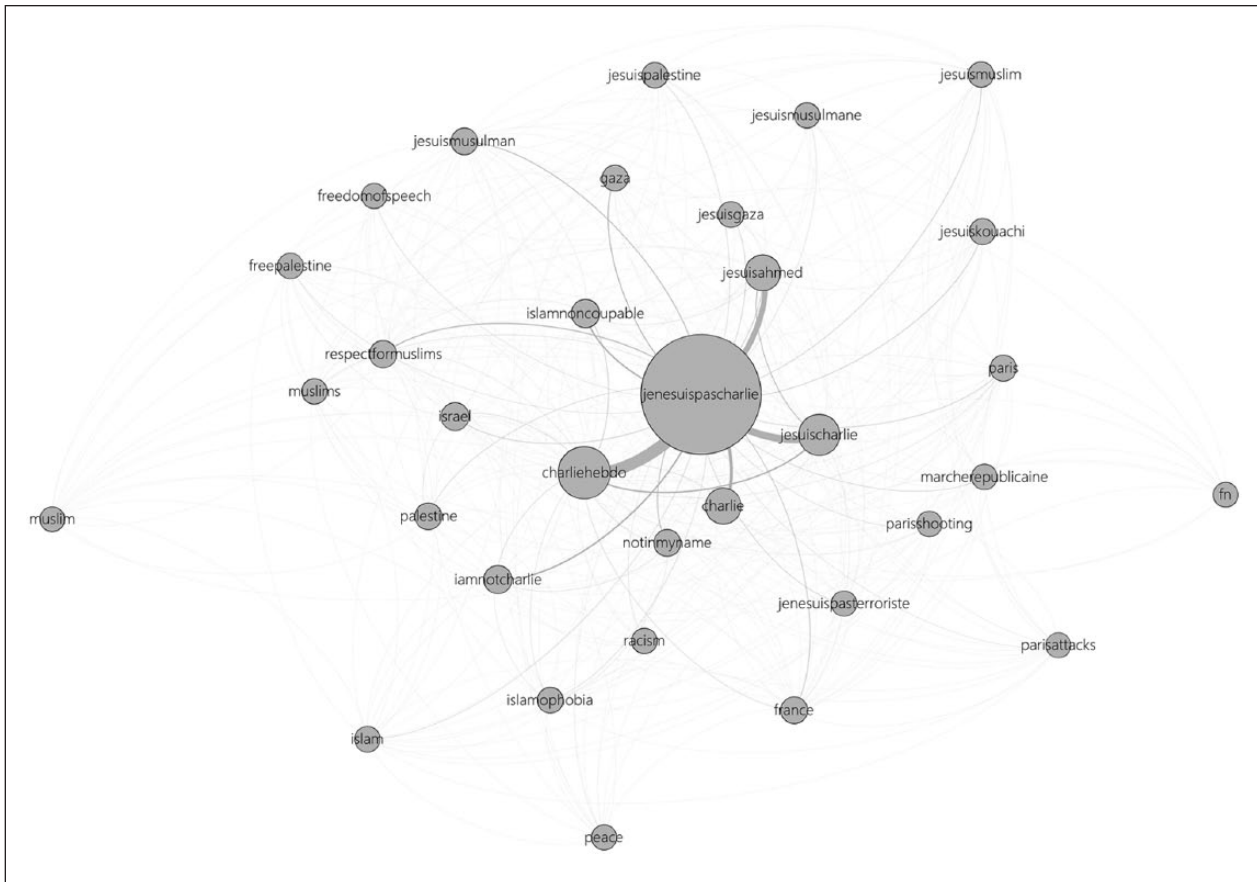 jesuispalestine
jesuismuslim
jesuismusulmane
jesuismusulman
gaza
freedomofspeech
jesuisgaza
jesuiskouachi
freepalestine
jesuisahmed
islamnoncoupable
respectformuslims
paris
muslims
jenesuispascharlie
israel
jesuischarlie
charliehebdo
marcherepublicaine
fn
charlie
muslim
palestine
parisshooting
notinmyname
iamnotcharlie
jenesuispasterroriste
racism
parisattacks
islamophobia
france
islam
peace